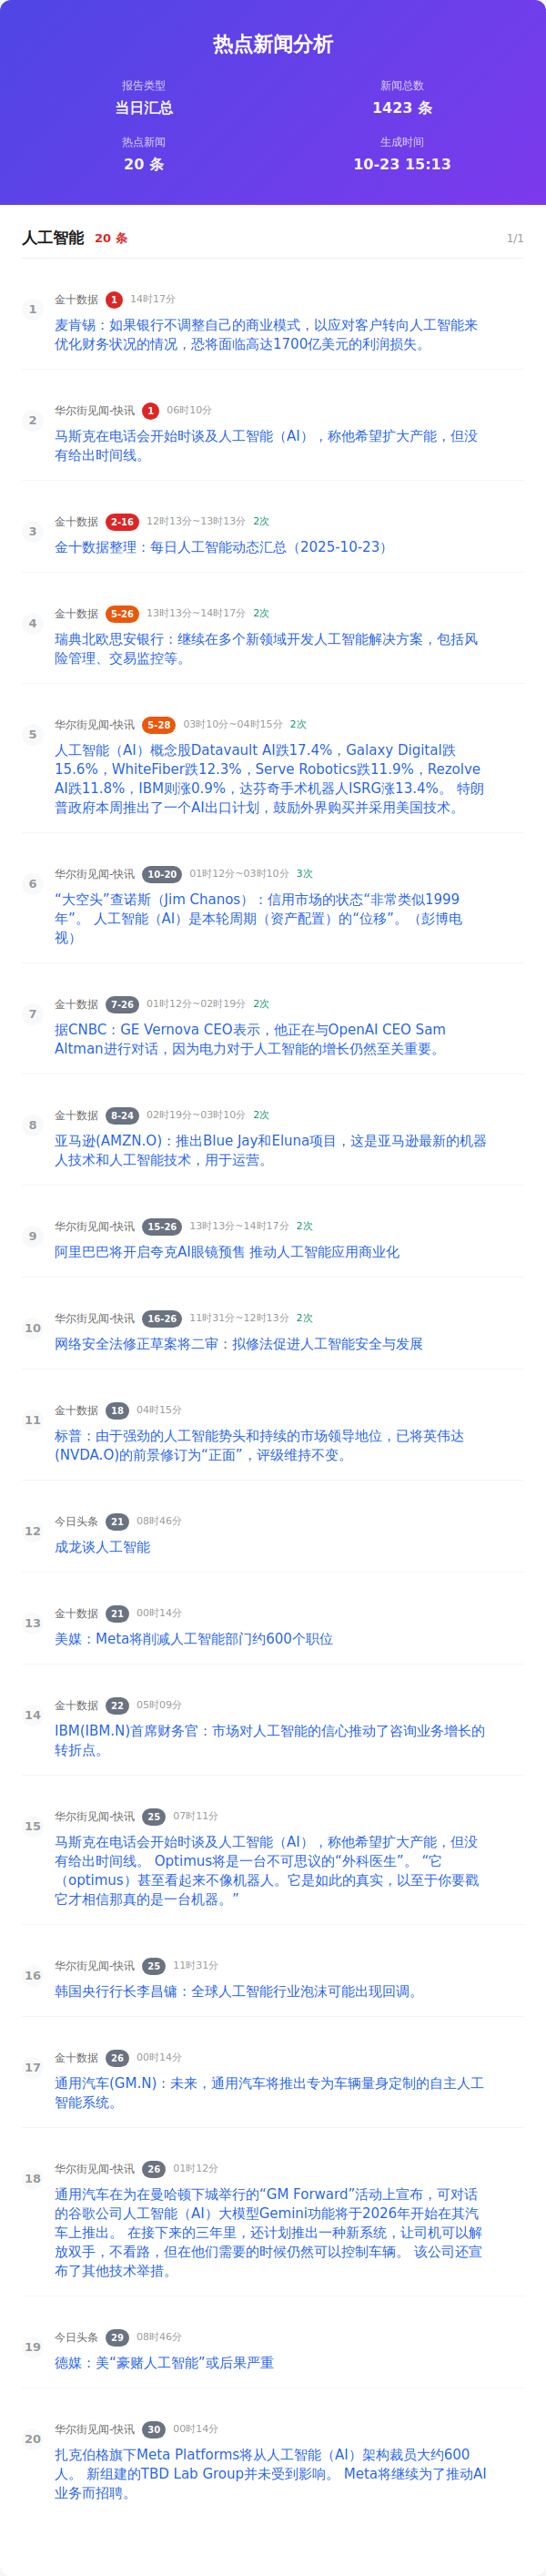 热点新闻分析
报告类型
新闻总数
当日汇总
1423 条
热点新闻
生成时间
20 条
10-23 15:13
人工智能 20 条 1/1
1
金十数据 1 14时17分
麦肯锡：如果银行不调整自己的商业模式，以应对客户转向人工智能来
优化财务状况的情况，恐将面临高达1700亿美元的利润损失。
2
华尔街见闻-快讯 1 06时10分
马斯克在电话会开始时谈及人工智能（AI），称他希望扩大产能，但没
有给出时间线。
3
金十数据 2-16 12时13分~13时13分 2次
金十数据整理：每日人工智能动态汇总（2025-10-23）
4
金十数据 5-26 13时13分~14时17分 2次
瑞典北欧思安银行：继续在多个新领域开发人工智能解决方案，包括风
险管理、交易监控等。
5
华尔街见闻-快讯 5-28 03时10分~04时15分 2次
人工智能（AI）概念股Datavault AI跌17.4%，Galaxy Digital跌
15.6%，WhiteFiber跌12.3%，Serve Robotics跌11.9%，Rezolve
AI跌11.8%，IBM则涨0.9%，达芬奇手术机器人ISRG涨13.4%。 特朗
普政府本周推出了一个AI出口计划，鼓励外界购买并采用美国技术。
6
华尔街见闻-快讯 10-20 01时12分~03时10分 3次
“大空头”查诺斯（Jim Chanos）：信用市场的状态“非常类似1999
年”。 人工智能（AI）是本轮周期（资产配置）的“位移”。（彭博电
视）
7
金十数据 7-26 01时12分~02时19分 2次
据CNBC：GE Vernova CEO表示，他正在与OpenAI CEO Sam
Altman进行对话，因为电力对于人工智能的增长仍然至关重要。
8
金十数据 8-24 02时19分~03时10分 2次
亚马逊(AMZN.O)：推出Blue Jay和Eluna项目，这是亚马逊最新的机器
人技术和人工智能技术，用于运营。
9
华尔街见闻-快讯 15-26 13时13分~14时17分 2次
阿里巴巴将开启夸克AI眼镜预售 推动人工智能应用商业化
10
华尔街见闻-快讯 16-26 11时31分~12时13分 2次
网络安全法修正草案将二审：拟修法促进人工智能安全与发展
11
金十数据 18 04时15分
标普：由于强劲的人工智能势头和持续的市场领导地位，已将英伟达
(NVDA.O)的前景修订为“正面”，评级维持不变。
12
今日头条 21 08时46分
成龙谈人工智能
13
金十数据 21 00时14分
美媒：Meta将削减人工智能部门约600个职位
14
金十数据 22 05时09分
IBM(IBM.N)首席财务官：市场对人工智能的信心推动了咨询业务增长的
转折点。
15
华尔街见闻-快讯 25 07时11分
马斯克在电话会开始时谈及人工智能（AI），称他希望扩大产能，但没
有给出时间线。 Optimus将是一台不可思议的“外科医生”。 “它
（optimus）甚至看起来不像机器人。它是如此的真实，以至于你要戳
它才相信那真的是一台机器。”
16
华尔街见闻-快讯 25 11时31分
韩国央行行长李昌镛：全球人工智能行业泡沫可能出现回调。
17
金十数据 26 00时14分
通用汽车(GM.N)：未来，通用汽车将推出专为车辆量身定制的自主人工
智能系统。
18
华尔街见闻-快讯 26 01时12分
通用汽车在为在曼哈顿下城举行的“GM Forward”活动上宣布，可对话
的谷歌公司人工智能（AI）大模型Gemini功能将于2026年开始在其汽
车上推出。 在接下来的三年里，还计划推出一种新系统，让司机可以解
放双手，不看路，但在他们需要的时候仍然可以控制车辆。 该公司还宣
布了其他技术举措。
19
今日头条 29 08时46分
德媒：美“豪赌人工智能”或后果严重
20
华尔街见闻-快讯 30 00时14分
扎克伯格旗下Meta Platforms将从人工智能（AI）架构裁员大约600
人。 新组建的TBD Lab Group并未受到影响。 Meta将继续为了推动AI
业务而招聘。